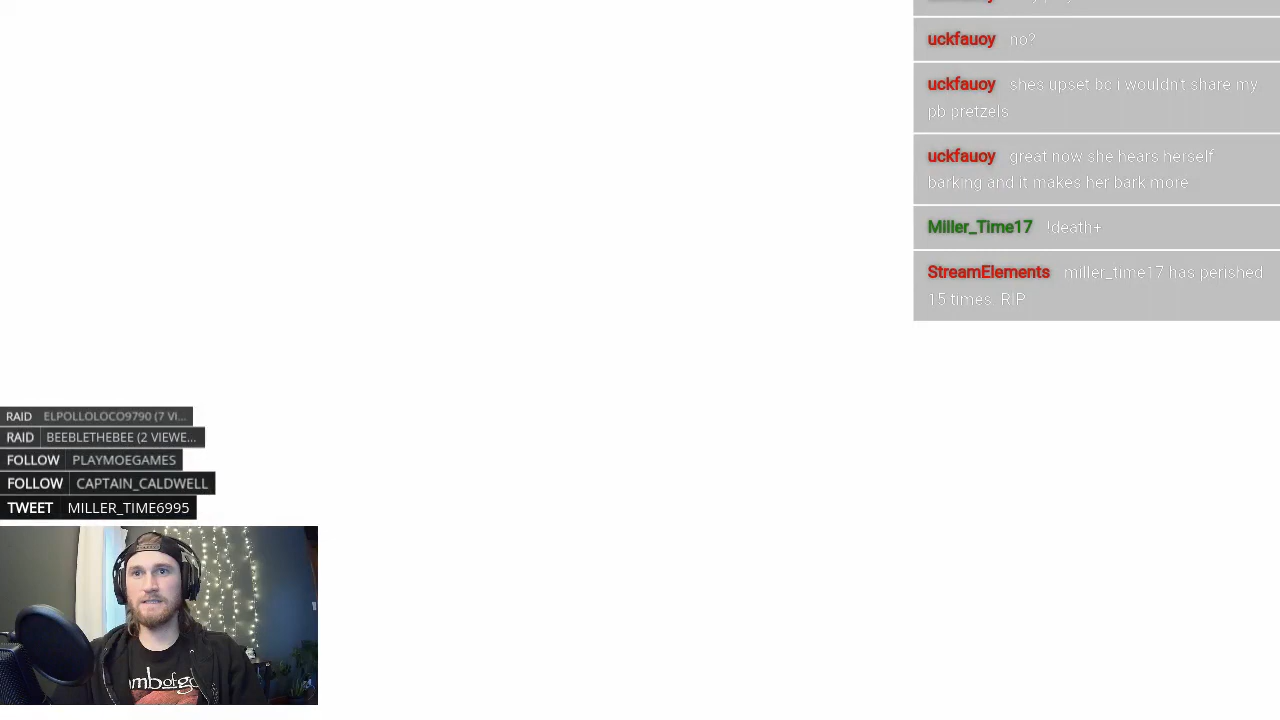 uckfauoy no?
uckfauoy shes upset bc i wouldnt share my
pb pretzels
uckfauoy great now she hears herself
barking and it makes her bark more
Miller_Time17 !death+
StreamElements miller_time17 has perished
15 times RIP
RAID ELPOLLOLOCO9790 (7 VI...
RAID BEEBLETHEBEE (2 VIEWE...
FOLLOW PLAYMOEGAMES
FOLLOW CAPTAIN_CALDWELL
TWEET MILLER_TIME6995